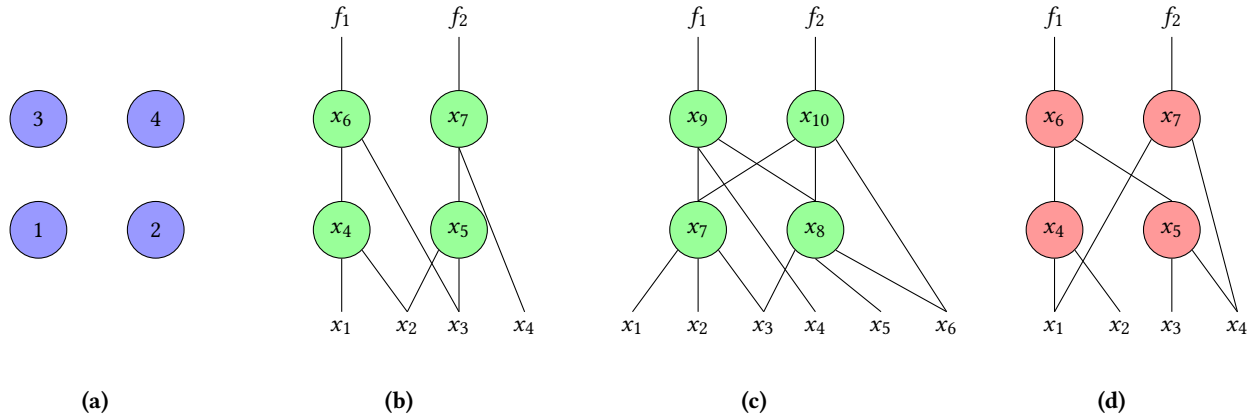 f1 f2 f1 f2 f1 f2
3 4 x6 x7 x9 x10 x6 x7
1 2 x4 x5 x7 x8 x4 x5
x1 x2 x3 x4 x1 x2 x3 x4 x5 x6 x1 x2 x3 x4
(a) (b) (c) (d)